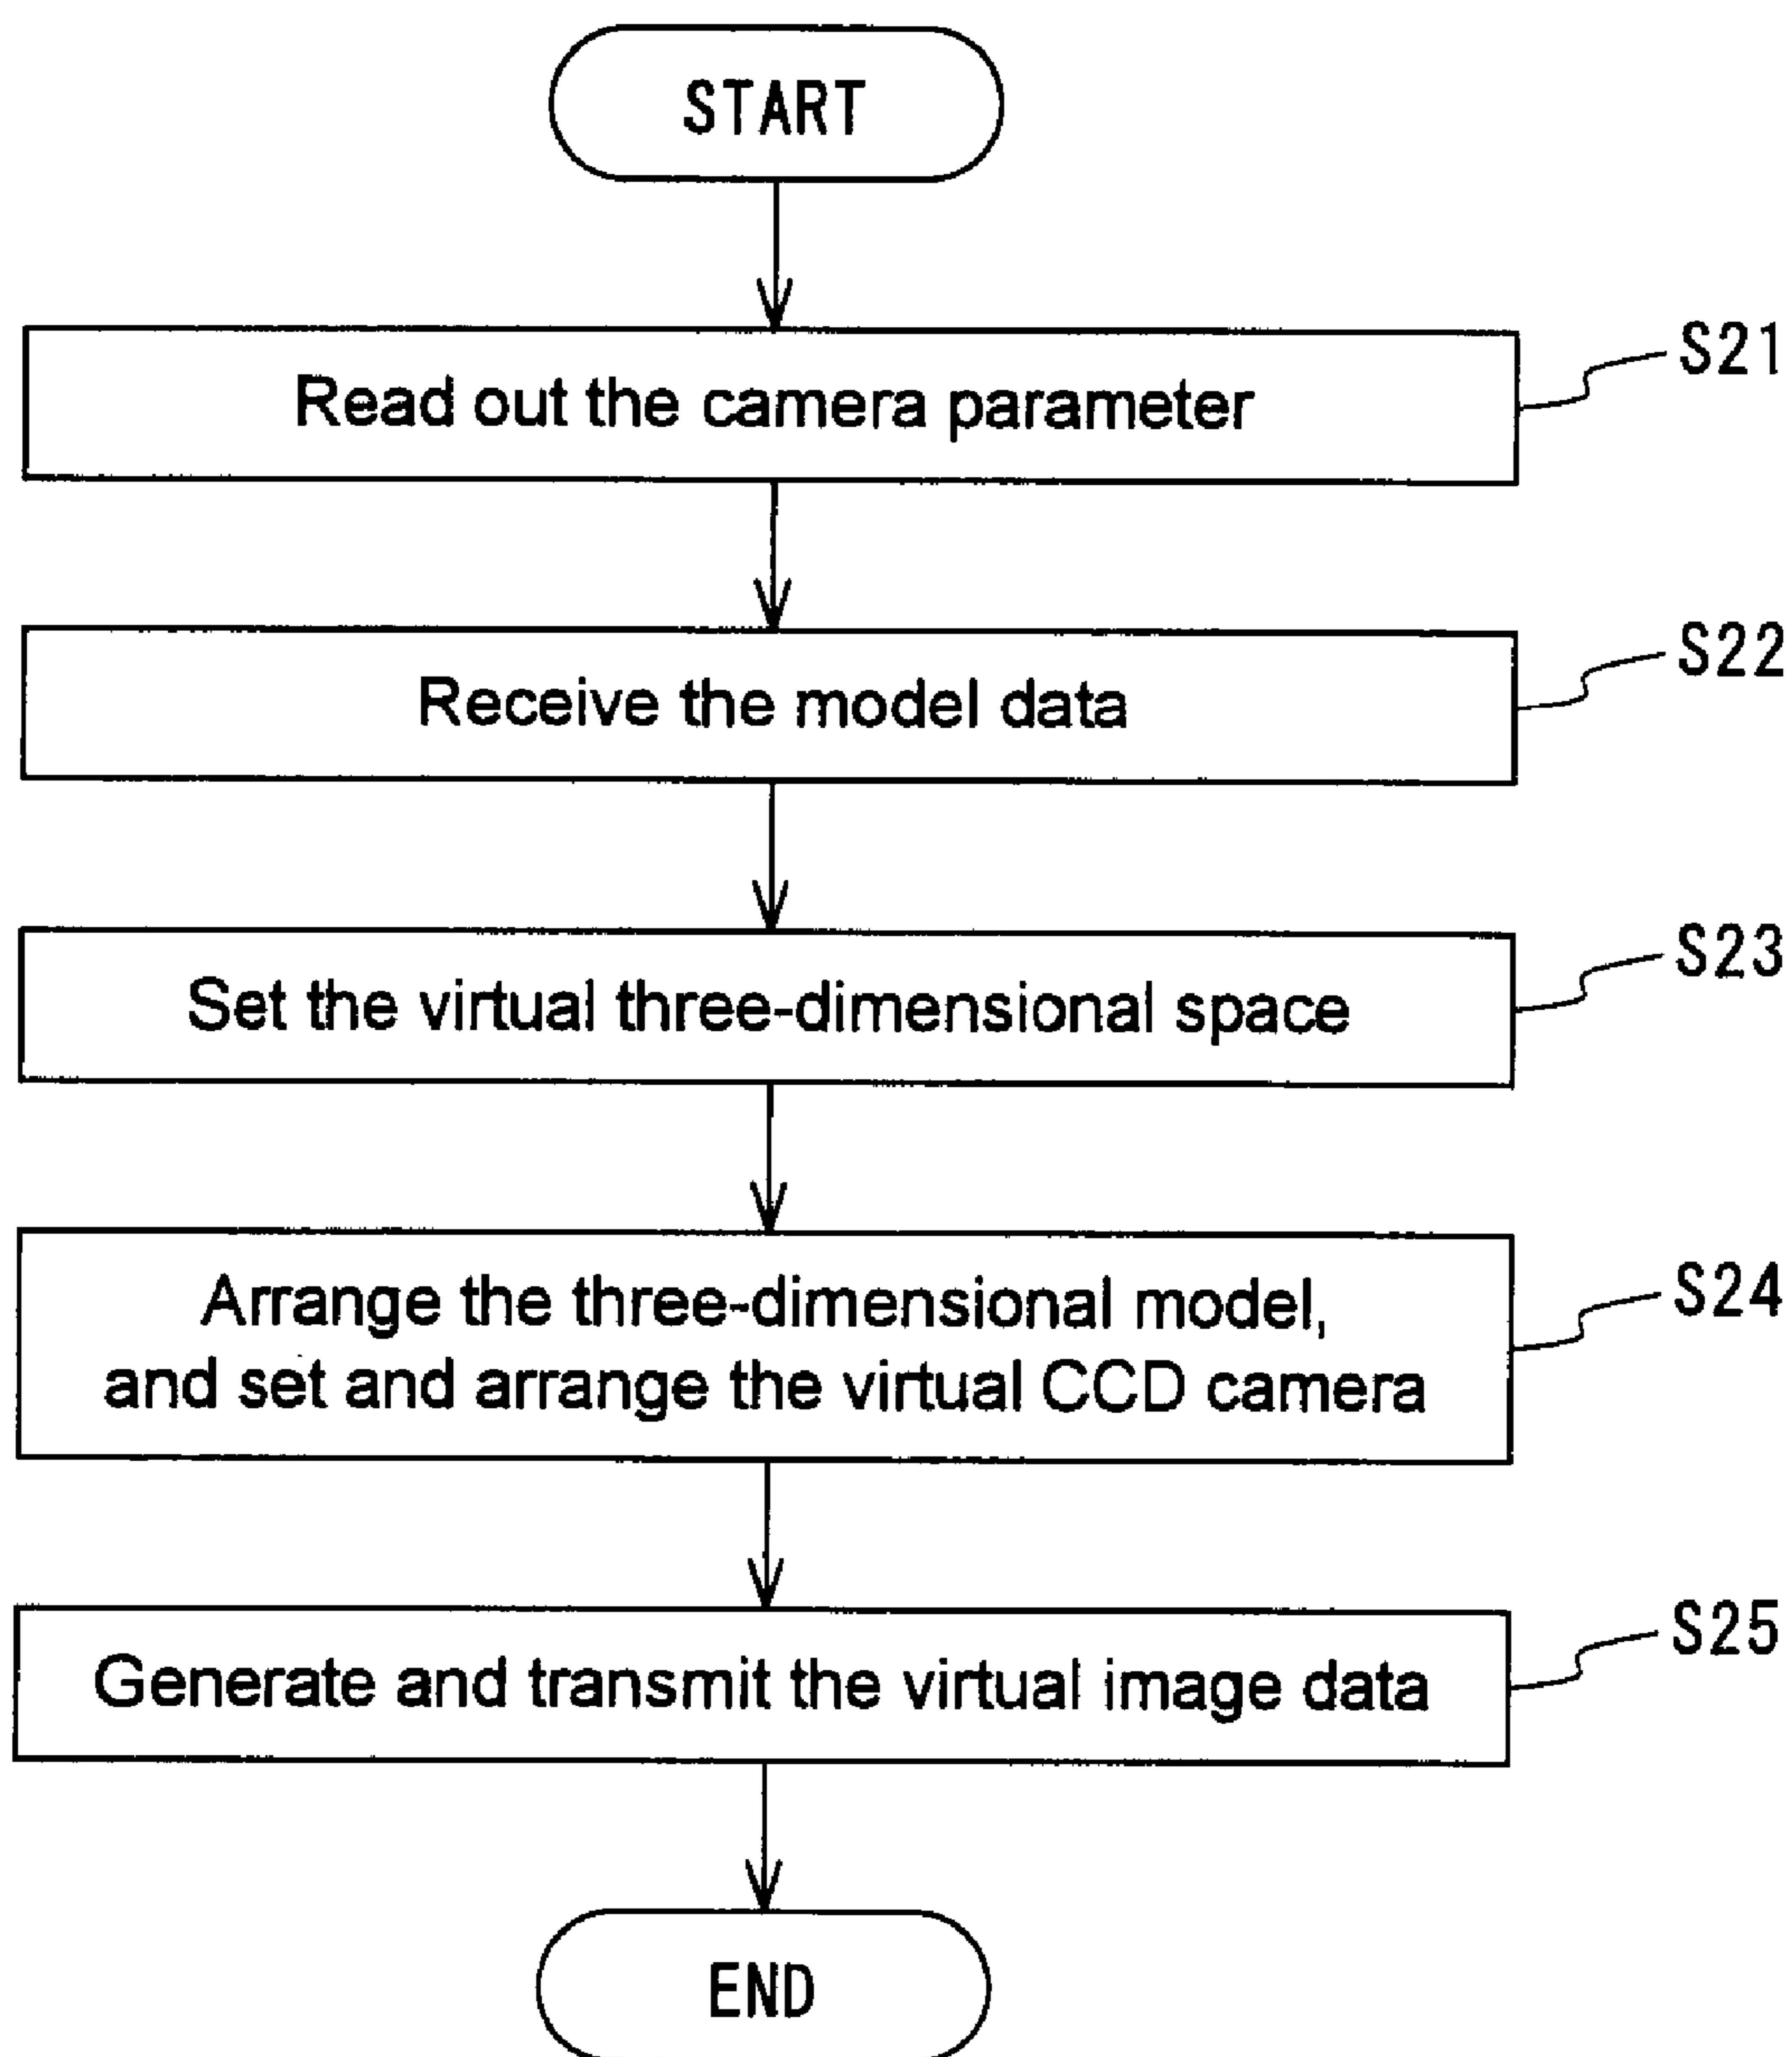 START
Read out the camera parameter
S21
Receive the model data
S22
Set the virtual three-dimensional space
S23
Arrange the three-dimensional model,
and set and arrange the virtual CCD camera
S24
Generate and transmit the virtual image data
S25
END